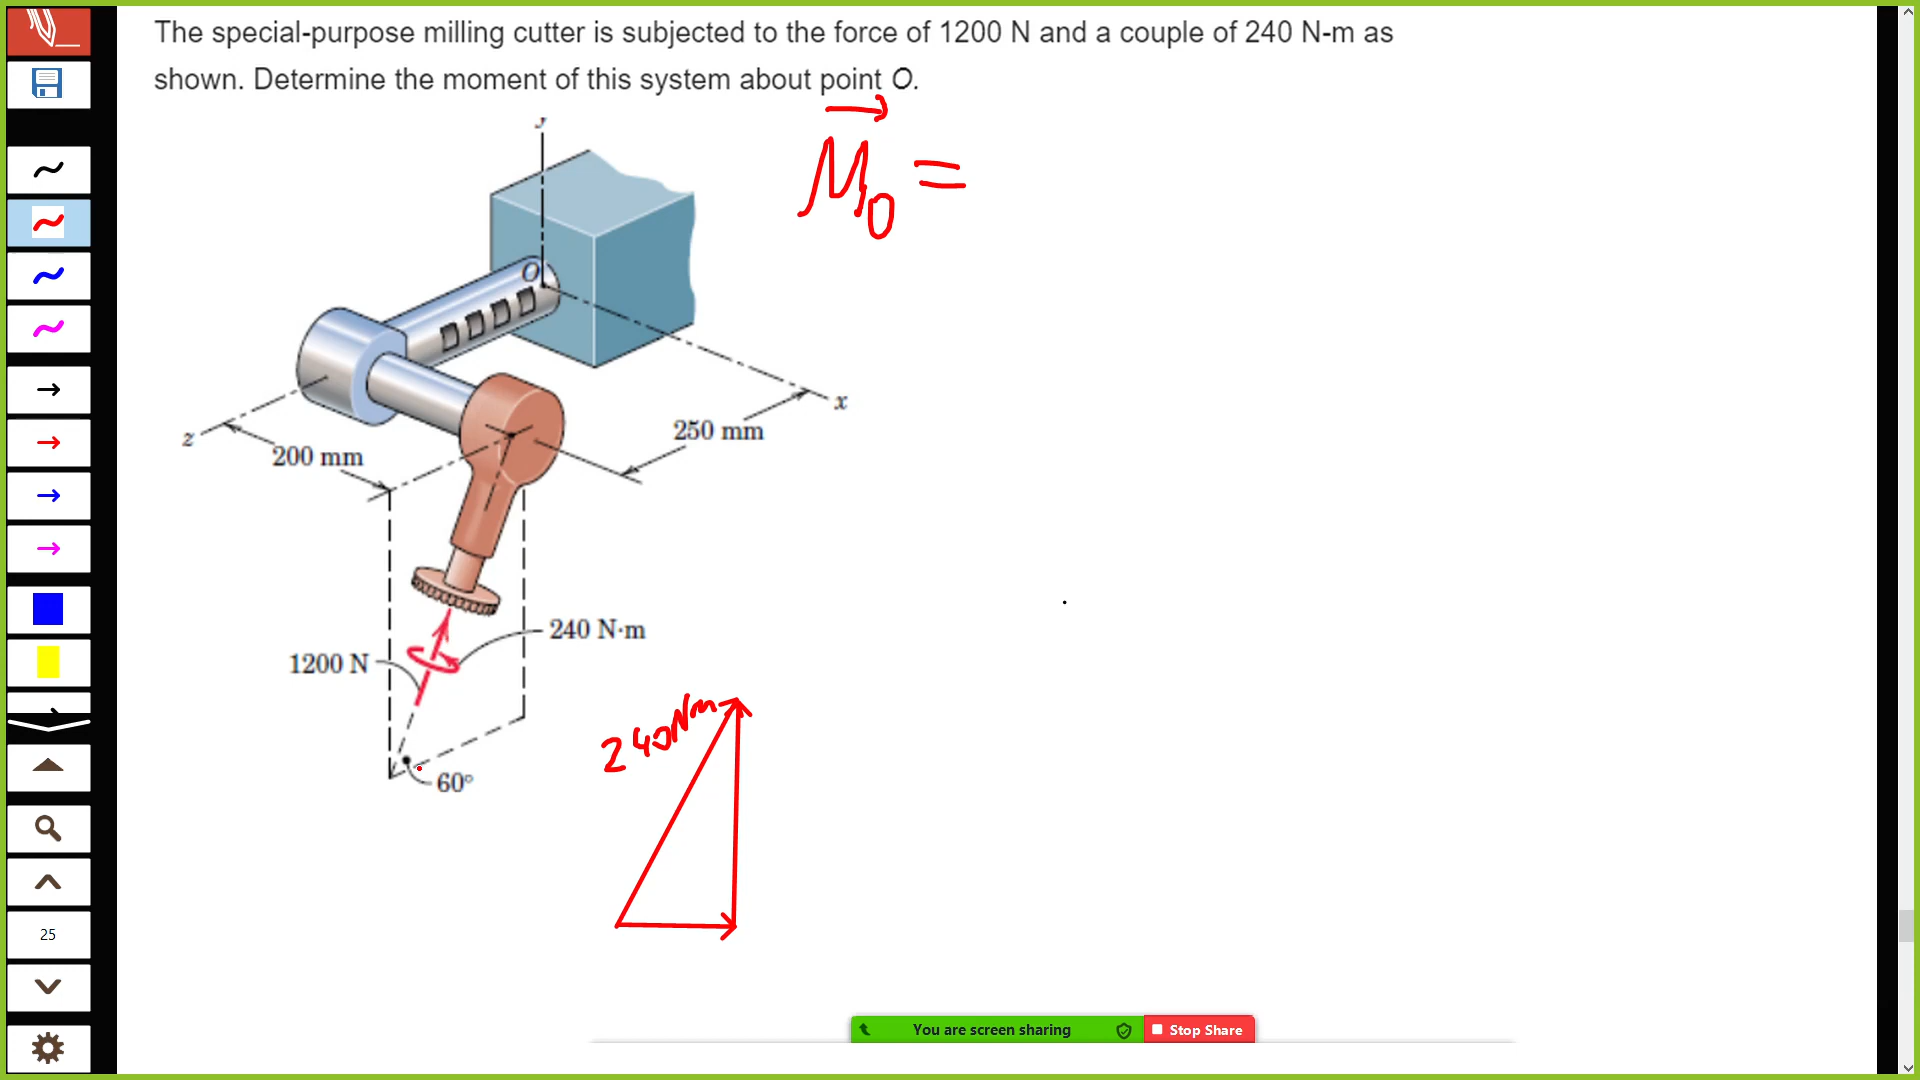 The special-purpose milling cutter is subjected to the force of 1200 N and a couple of 240 N-m as
shown. Determine the moment of this system about point O.
M₀ =
y
O
x
z
250 mm
200 mm
240 N·m
1200 N
240Nm
60°
25
You are screen sharing
Stop Share